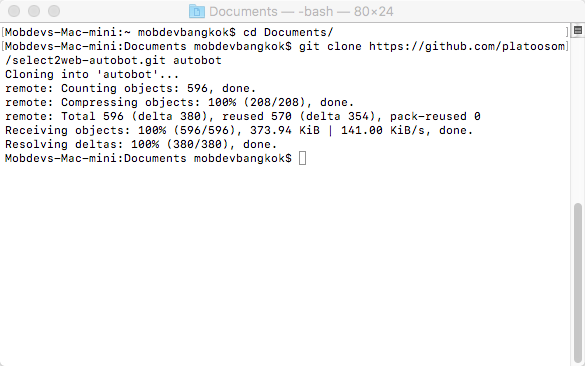 Documents — -bash — 80×24
[Mobdevs-Mac-mini:~ mobdevbangkok$ cd Documents/ ]
[Mobdevs-Mac-mini:Documents mobdevbangkok$ git clone https://github.com/platoosom]
/select2web-autobot.git autobot
Cloning into 'autobot'...
remote: Counting objects: 596, done.
remote: Compressing objects: 100% (208/208), done.
remote: Total 596 (delta 380), reused 570 (delta 354), pack-reused 0
Receiving objects: 100% (596/596), 373.94 KiB | 141.00 KiB/s, done.
Resolving deltas: 100% (380/380), done.
Mobdevs-Mac-mini:Documents mobdevbangkok$